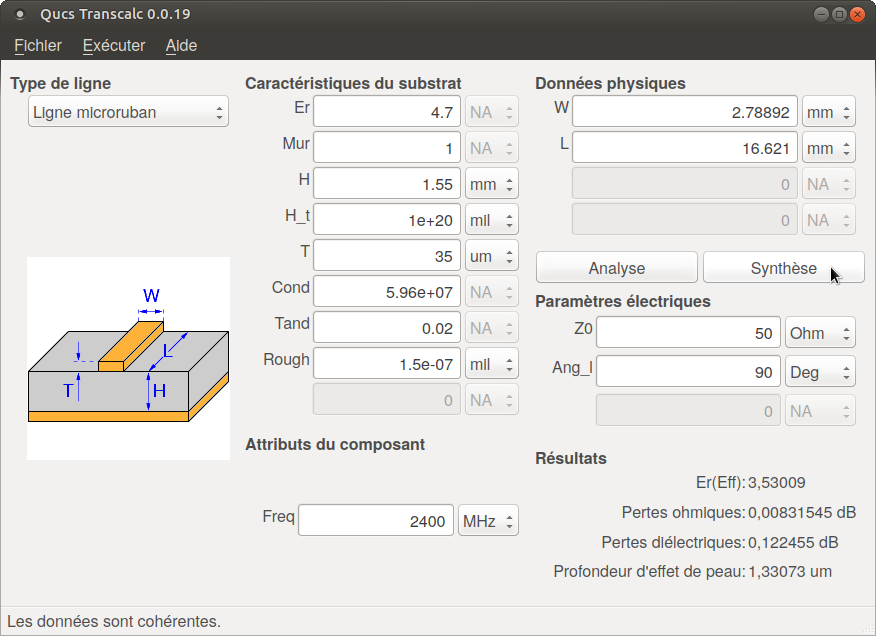 Qucs Transcalc 0.0.19
Fichier Exécuter Aide
Type de ligne
Ligne microruban
W
L
T
H
Caractéristiques du substrat
Er 4.7 NA
Mur 1 NA
H 1.55 mm
H_t 1e+20 mil
T 35 um
Cond 5.96e+07 NA
Tand 0.02 NA
Rough 1.5e-07 mil
0 NA
Attributs du composant
Freq 2400 MHz
Données physiques
W 2.78892 mm
L 16.621 mm
0 NA
0 NA
Analyse Synthèse
Paramètres électriques
Z0 50 Ohm
Ang_l 90 Deg
0 NA
Résultats
Er(Eff): 3,53009
Pertes ohmiques: 0,00831545 dB
Pertes diélectriques: 0,122455 dB
Profondeur d'effet de peau: 1,33073 um
Les données sont cohérentes.